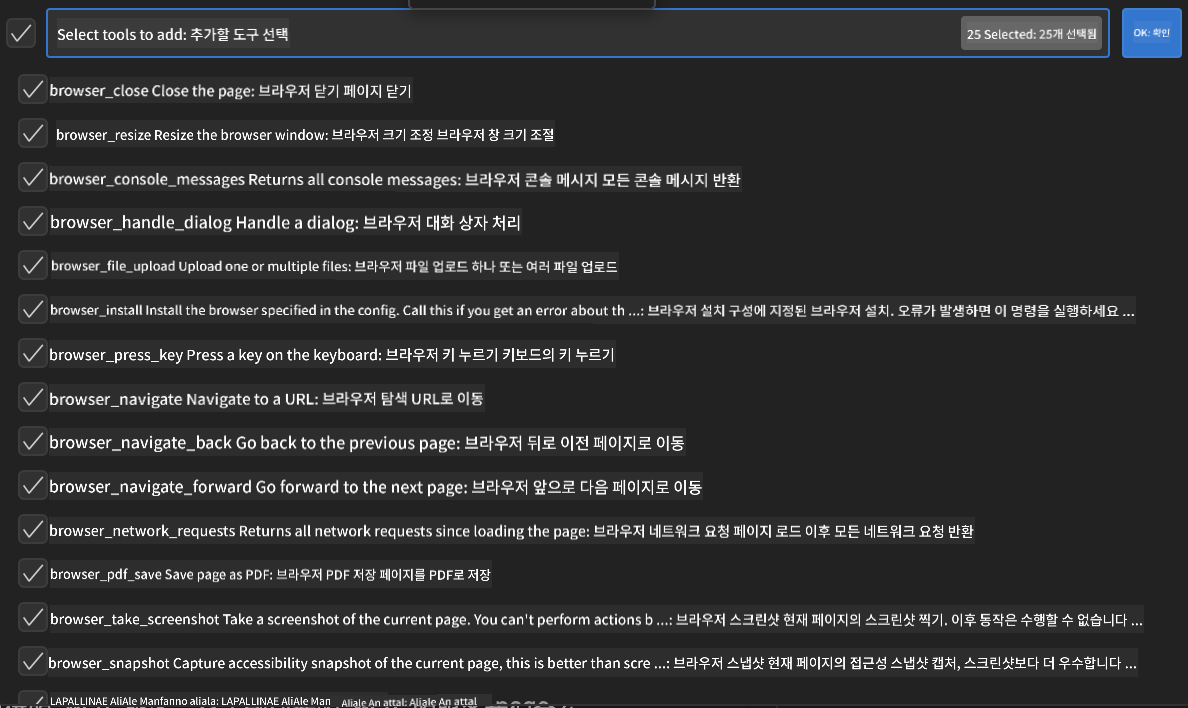 Select tools to add: 추가할 도구 선택
25 Selected: 25개 선택됨
OK: 확인
browser_close Close the page: 브라우저 닫기 페이지 닫기
browser_resize Resize the browser window: 브라우저 크기 조정 브라우저 창 크기 조절
browser_console_messages Returns all console messages: 브라우저 콘솔 메시지 모든 콘솔 메시지 반환
browser_handle_dialog Handle a dialog: 브라우저 대화 상자 처리
browser_file_upload Upload one or multiple files: 브라우저 파일 업로드 하나 또는 여러 파일 업로드
browser_install Install the browser specified in the config. Call this if you get an error about th ...: 브라우저 설치 구성에 지정된 브라우저 설치. 오류가 발생하면 이 명령을 실행하세요 ...
browser_press_key Press a key on the keyboard: 브라우저 키 누르기 키보드의 키 누르기
browser_navigate Navigate to a URL: 브라우저 탐색 URL로 이동
browser_navigate_back Go back to the previous page: 브라우저 뒤로 이전 페이지로 이동
browser_navigate_forward Go forward to the next page: 브라우저 앞으로 다음 페이지로 이동
browser_network_requests Returns all network requests since loading the page: 브라우저 네트워크 요청 페이지 로드 이후 모든 네트워크 요청 반환
browser_pdf_save Save page as PDF: 브라우저 PDF 저장 페이지를 PDF로 저장
browser_take_screenshot Take a screenshot of the current page. You can't perform actions b ...: 브라우저 스크린샷 현재 페이지의 스크린샷 찍기. 이후 동작은 수행할 수 없습니다 ...
browser_snapshot Capture accessibility snapshot of the current page, this is better than scre ...: 브라우저 스냅샷 현재 페이지의 접근성 스냅샷 캡처, 스크린샷보다 더 우수합니다 ...
LAPALLINAE AliAle Manfanno aliala: LAPALLINAE AliAle Man Aliale An attal: Aliale An attal